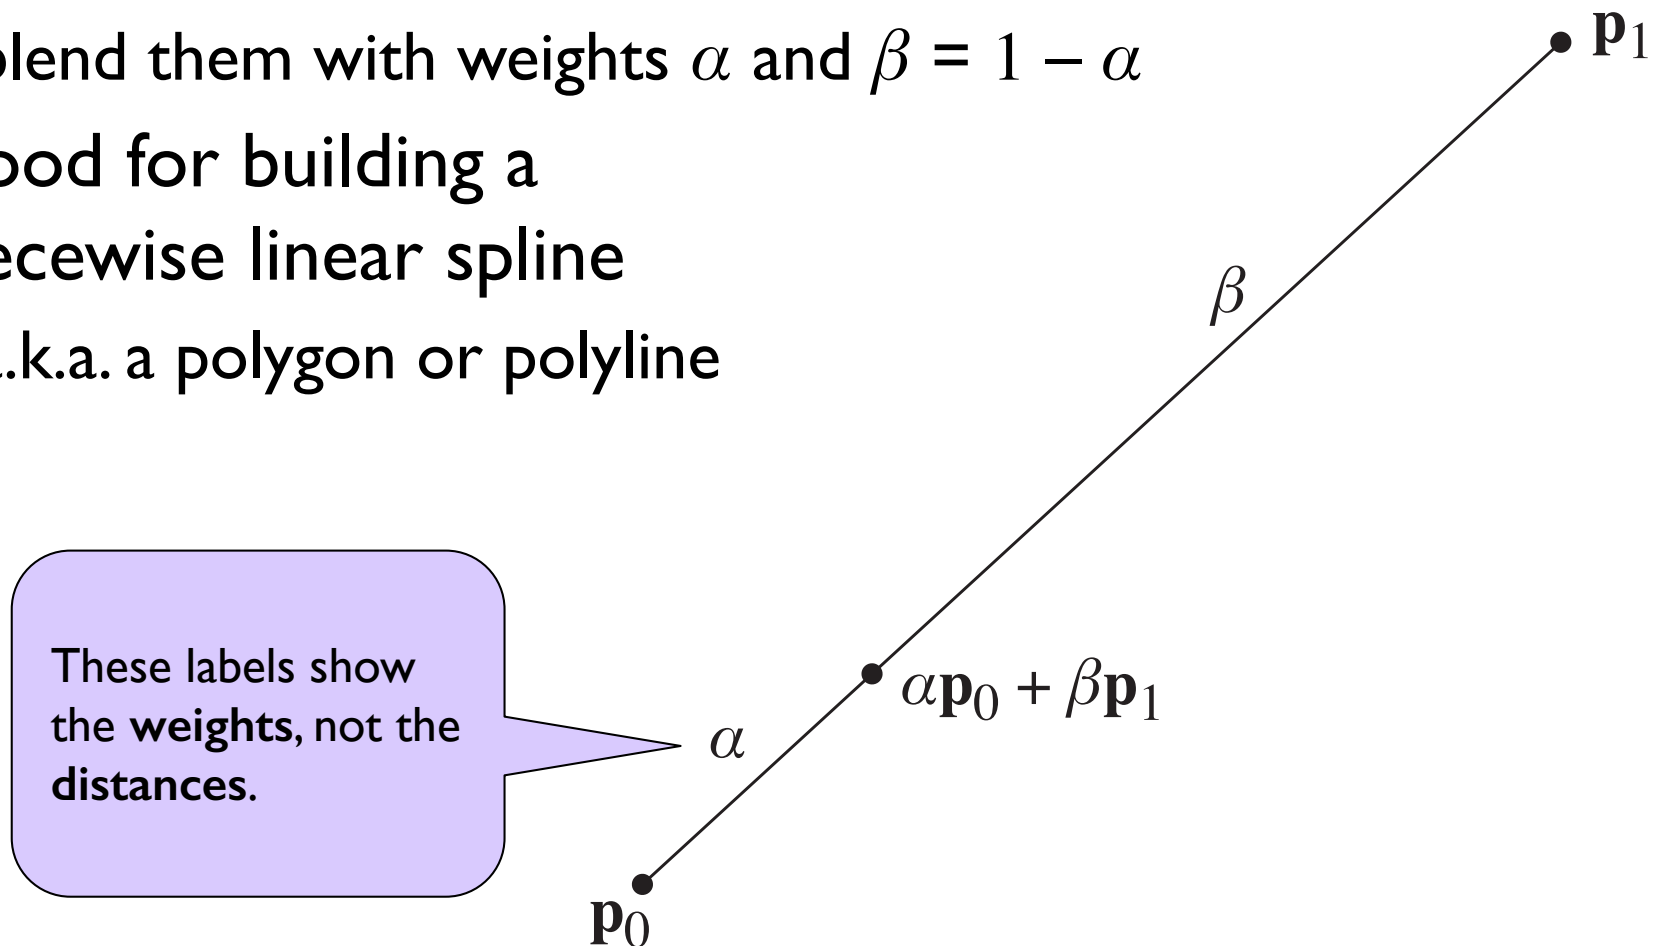 blend them with weights α and β = 1 – α
ood for building a
ecewise linear spline
a.k.a. a polygon or polyline
p₁
β
These labels show
the weights, not the
distances.
αp₀ + βp₁
α
p₀